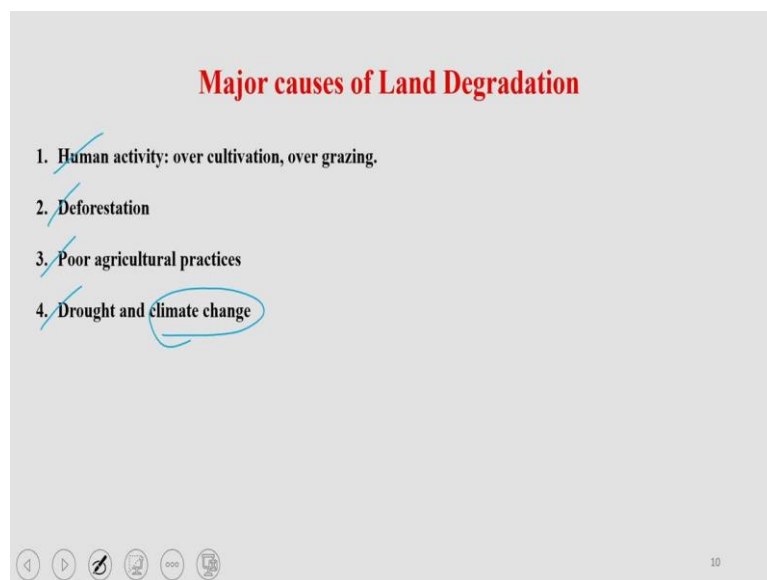 Major causes of Land Degradation
1. Human activity: over cultivation, over grazing.
2. Deforestation
3. Poor agricultural practices
4. Drought and climate change
10